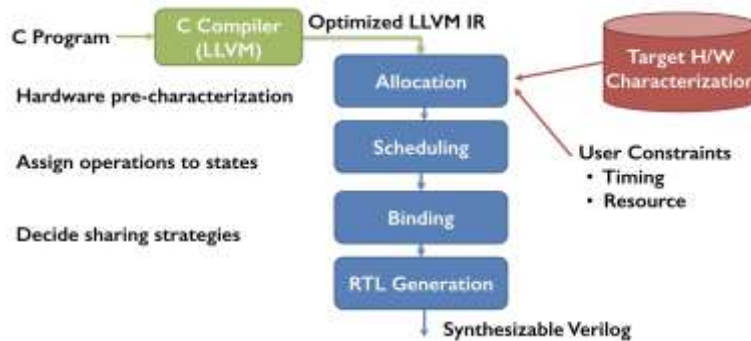 C Program
C Compiler
(LLVM)
Optimized LLVM IR
Target H/W
Characterization
Hardware pre-characterization
Allocation
Assign operations to states
Scheduling
User Constraints
• Timing
• Resource
Decide sharing strategies
Binding
RTL Generation
Synthesizable Verilog